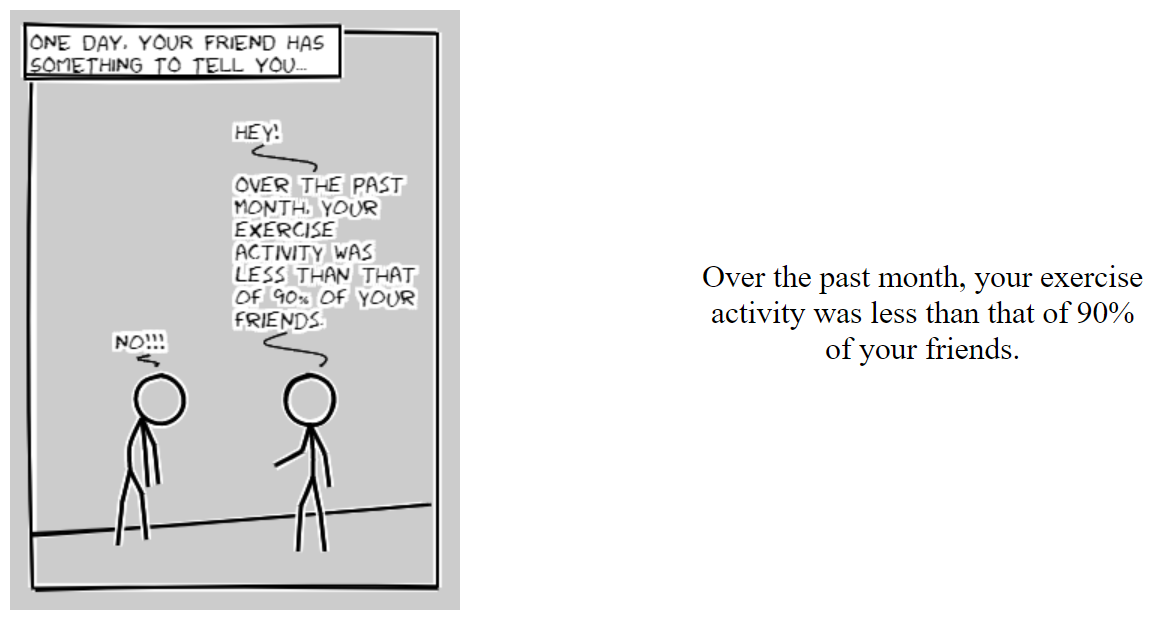 ONE DAY, YOUR FRIEND HAS
SOMETHING TO TELL YOU...
HEY!
OVER THE PAST
MONTH, YOUR
EXERCISE
ACTIVITY WAS
LESS THAN THAT
OF 90% OF YOUR
FRIENDS.
NO!!!
Over the past month, your exercise
activity was less than that of 90%
of your friends.